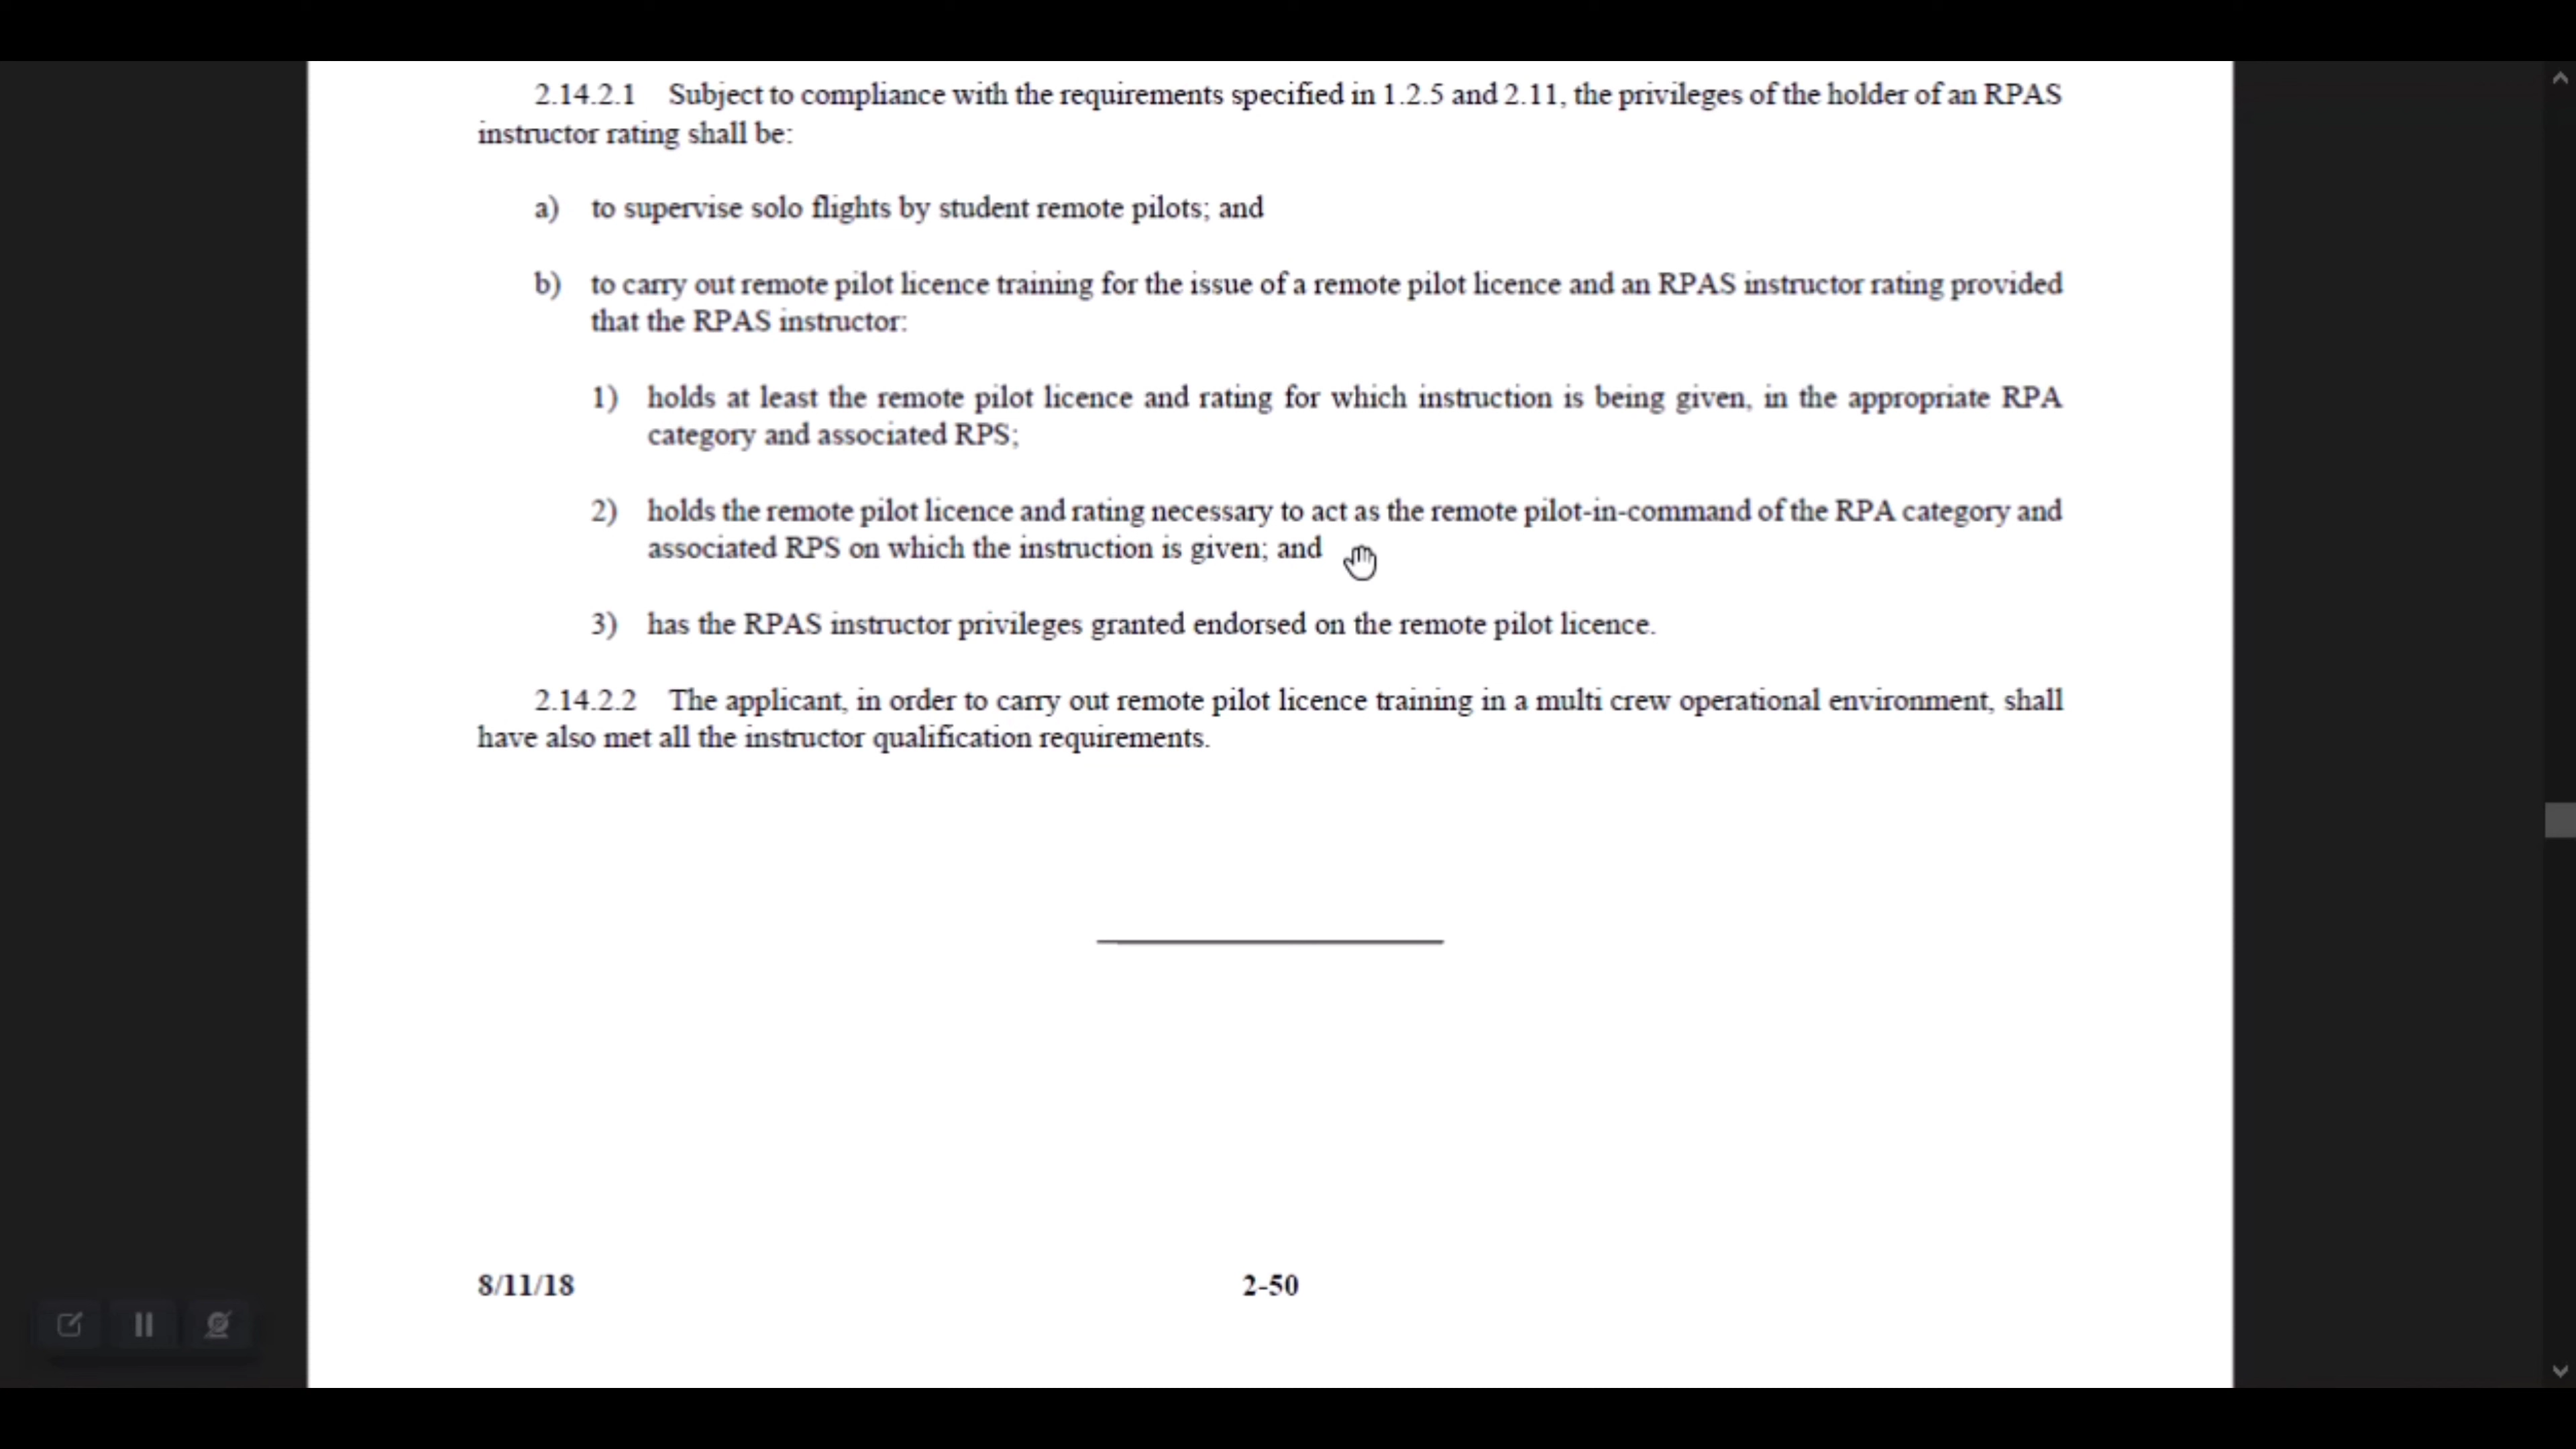 2.14.2.1 Subject to compliance with the requirements specified in 1.2.5 and 2.11, the privileges of the holder of an RPAS
instructor rating shall be:
a) to supervise solo flights by student remote pilots; and
b) to carry out remote pilot licence training for the issue of a remote pilot licence and an RPAS instructor rating provided
that the RPAS instructor:
1) holds at least the remote pilot licence and rating for which instruction is being given, in the appropriate RPA
category and associated RPS;
2) holds the remote pilot licence and rating necessary to act as the remote pilot-in-command of the RPA category and
associated RPS on which the instruction is given; and
3) has the RPAS instructor privileges granted endorsed on the remote pilot licence.
2.14.2.2 The applicant, in order to carry out remote pilot licence training in a multi crew operational environment, shall
have also met all the instructor qualification requirements.
8/11/18 2-50